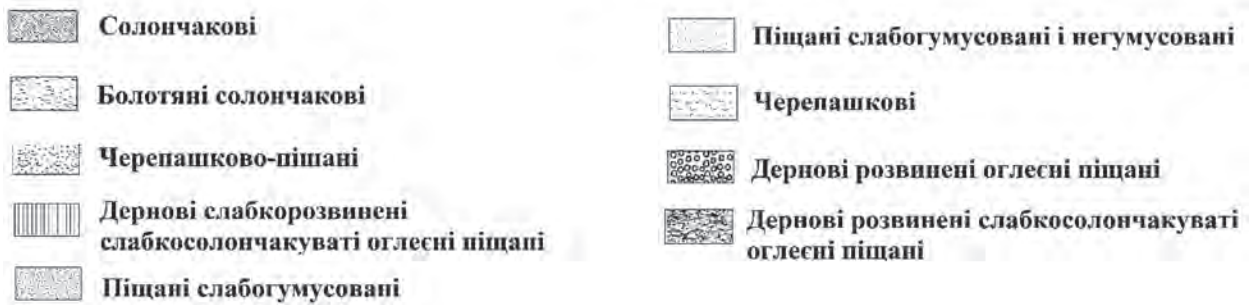 Солончакові
Болотяні солончакові
Черепашково-піщані
Дернові слабкорозвинені
слабкосолончакуваті оглеєні піщані
Піщані слабогумусовані
Піщані слабогумусовані і негумусовані
Черепашкові
Дернові розвинені оглеєні піщані
Дернові розвинені слабкосолончакуваті
оглеєні піщані